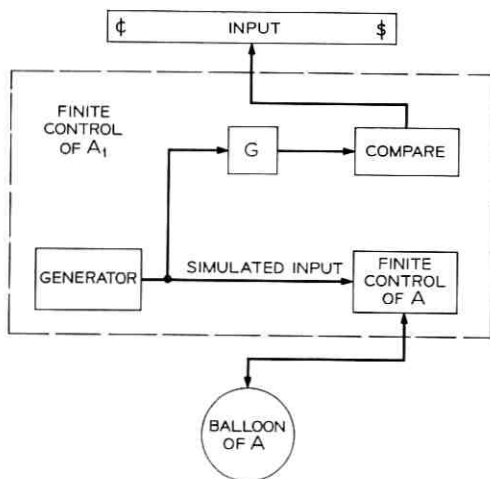 ¢ INPUT $
FINITE
CONTROL
OF A1
G
COMPARE
GENERATOR
SIMULATED INPUT
FINITE
CONTROL
OF A
BALLOON
OF A